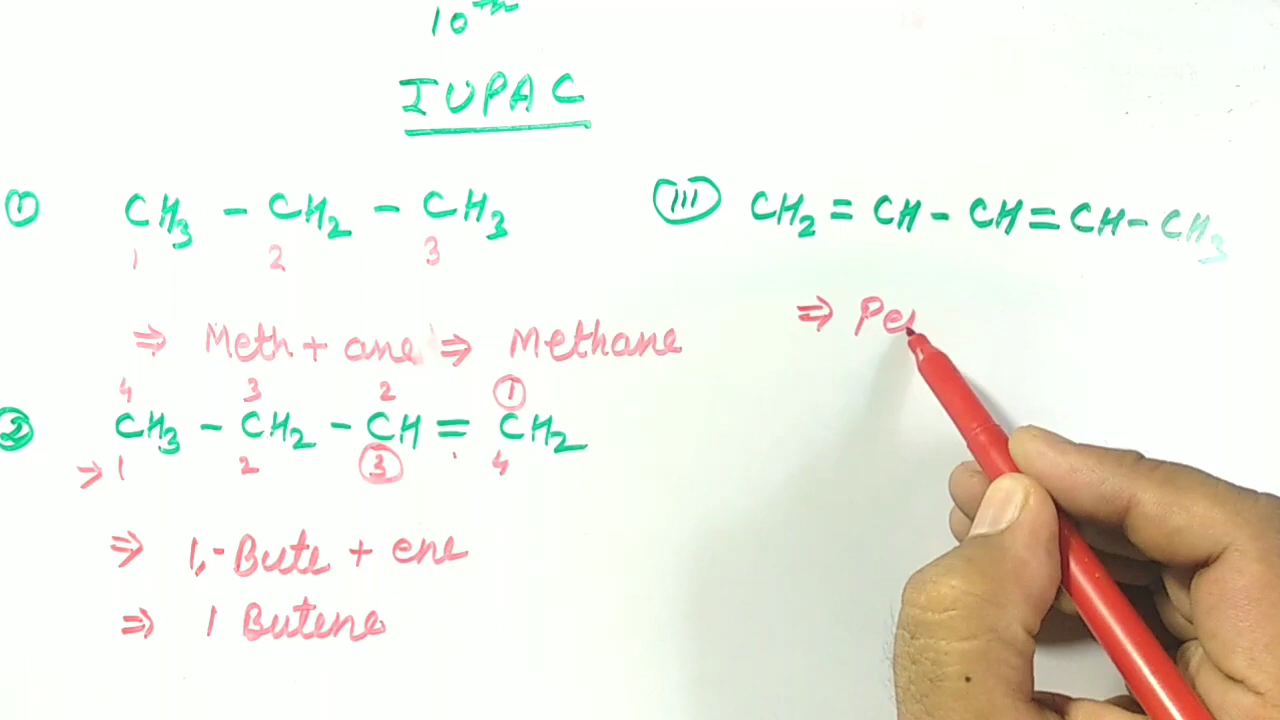 10th
IUPAC
① CH3 - CH2 - CH3
1 2 3
⇒ Meth + ane ⇒ Methane
4 3 2 ①
② CH3 - CH2 - CH = CH2
⇒ 1 2 ③ 4
⇒ 1,-Bute + ene
⇒ 1 Butene
(iii) CH2 = CH - CH = CH - CH3
⇒ Pe